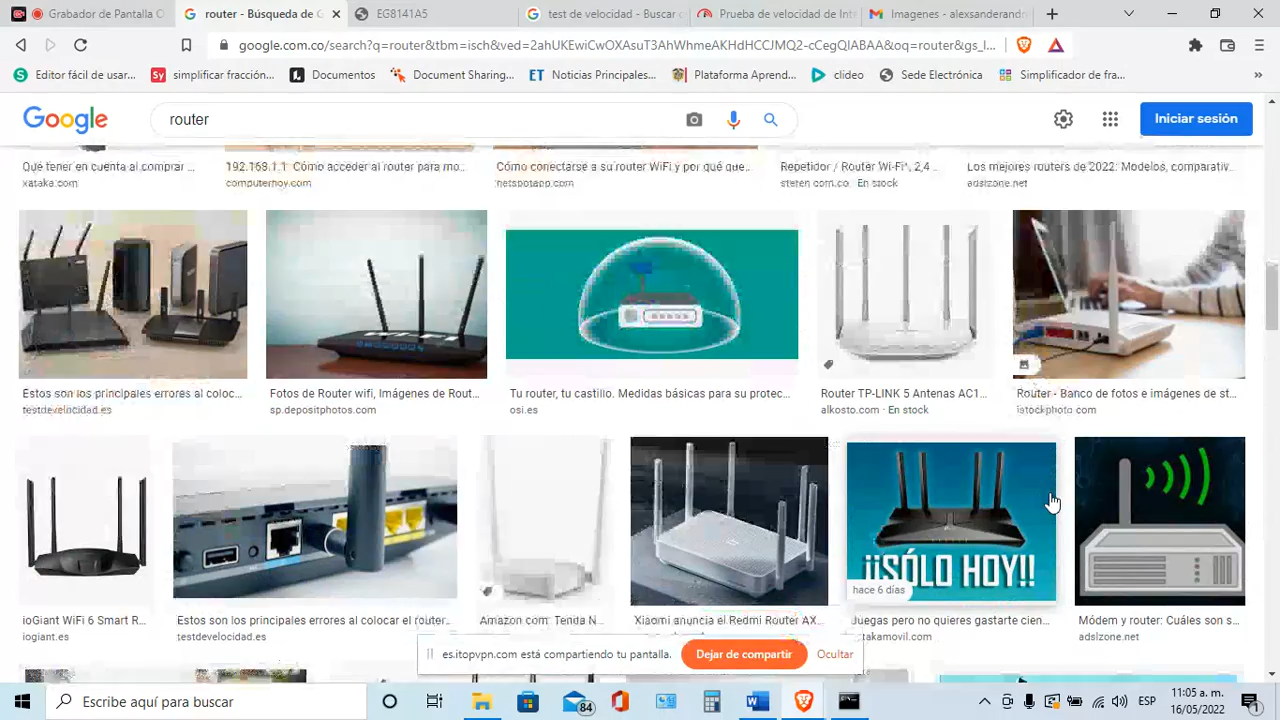 Grabador de Pantalla O
router - Búsqueda de G
EG8141A5
test de velocidad - Buscar c
Prueba de velocidad de Inte
Imagenes - alexsanderandr
google.com.co/search?q=router&tbm=isch&ved=2ahUKEwiCwOXAsuT3AhWhmeAKHdHCCJMQ2-cCegQIABAA&oq=router&gs_l...
Editor fácil de usar...
simplificar fracción...
Documentos
Document Sharing...
Noticias Principales...
Plataforma Aprend...
clidea
Sede Electrónica
Simplificador de fra...
Google
router
Iniciar sesión
Qué tener en cuenta al comprar ...
192.168.1.1: Cómo acceder al router para mo...
Cómo conectarse a su router WiFi y por qué que...
Repetidor / Router Wi-Fi*, 2,4 ...
Los mejores routers de 2022: Modelos, comparativ...
xataka.com
computerhoy.com
netspotapp.com
steren.com.co · En stock
adslzone.net
Estos son los principales errores al coloc...
Fotos de Router wifi, Imágenes de Rout...
Tu router, tu castillo. Medidas básicas para su protec...
Router TP-LINK 5 Antenas AC1...
Router - Banco de fotos e imágenes de st...
testdevelocidad.es
sp.depositphotos.com
osi.es
alkosto.com · En stock
istockphoto.com
¡¡SÓLO HOY!!
hace 6 días
ioGiant WiFi 6 Smart R...
Estos son los principales errores al colocar el router...
Amazon.com: Tenda N...
Xiaomi anuncia el Redmi Router AX...
Juegas pero no quieres gastarte cien...
Módem y router: Cuáles son s...
iogiant.es
testdevelocidad.es
adslzone.net
es.itopvpn.com está compartiendo tu pantalla.
Dejar de compartir
Ocultar
Escribe aquí para buscar
84
ESP
11:05 a. m.
16/05/2022
1